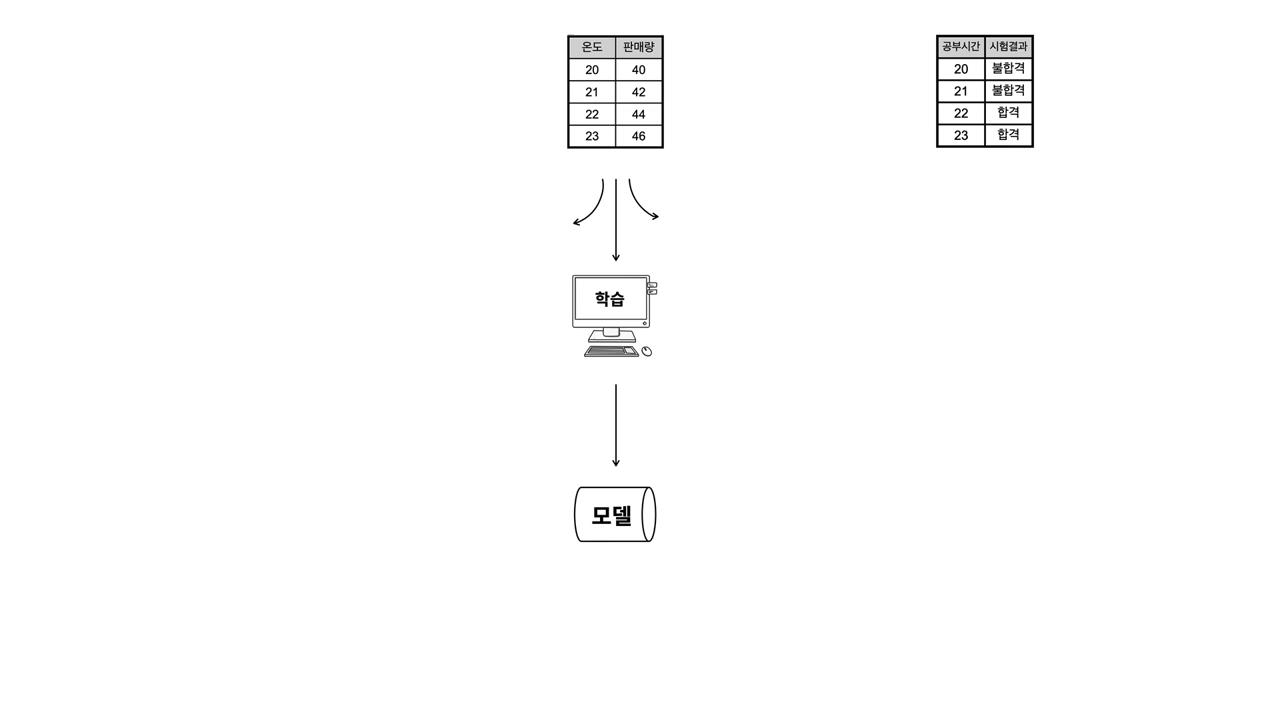 온도 판매량
20 40
21 42
22 44
23 46
공부시간 시험결과
20 불합격
21 불합격
22 합격
23 합격
학습
모델